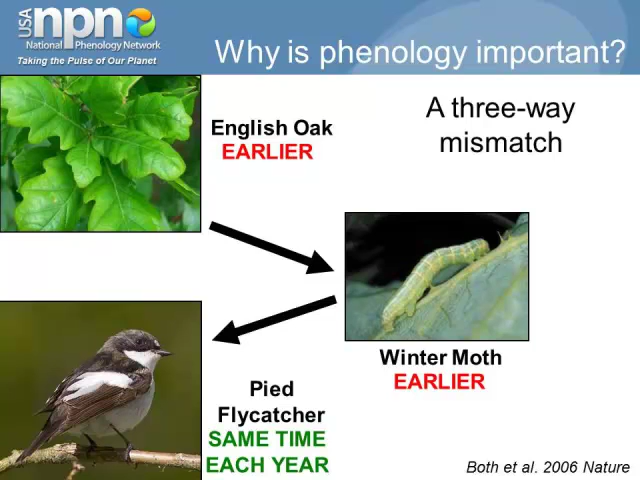 USA npn
National Phenology Network
Taking the Pulse of Our Planet
Why is phenology important?
A three-way
mismatch
English Oak
EARLIER
Winter Moth
EARLIER
Pied
Flycatcher
SAME TIME
EACH YEAR
Both et al. 2006 Nature